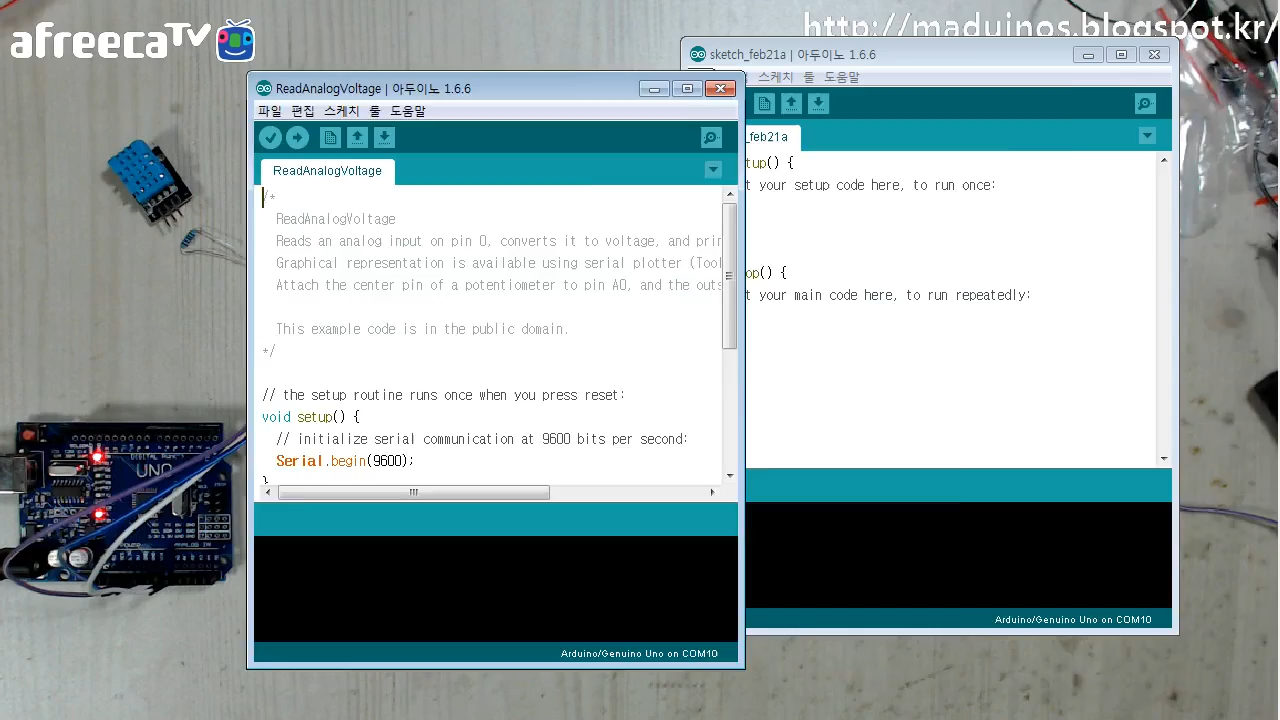 afreecaTV
http://maduinos.blogspot.kr/
sketch_feb21a | 아두이노 1.6.6
스케치 툴 도움말
_feb21a
tup() {
t your setup code here, to run once:
op() {
t your main code here, to run repeatedly:
Arduino/Genuino Uno on COM10
ReadAnalogVoltage | 아두이노 1.6.6
파일 편집 스케치 툴 도움말
ReadAnalogVoltage
/*
ReadAnalogVoltage
Reads an analog input on pin 0, converts it to voltage, and prin
Graphical representation is available using serial plotter (Tool
Attach the center pin of a potentiometer to pin A0, and the outs
This example code is in the public domain.
*/
// the setup routine runs once when you press reset:
void setup() {
// initialize serial communication at 9600 bits per second:
Serial.begin(9600);
}
Arduino/Genuino Uno on COM10
UNO
DIGITAL
POWER
ANALOG IN